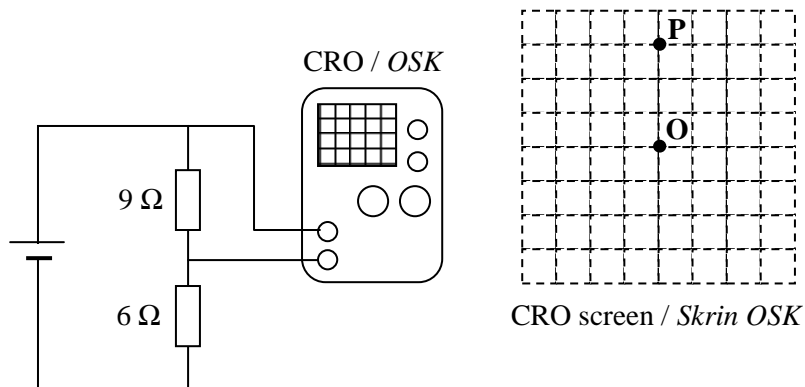 P
CRO / OSK
O
9 Ω
6 Ω
CRO screen / Skrin OSK